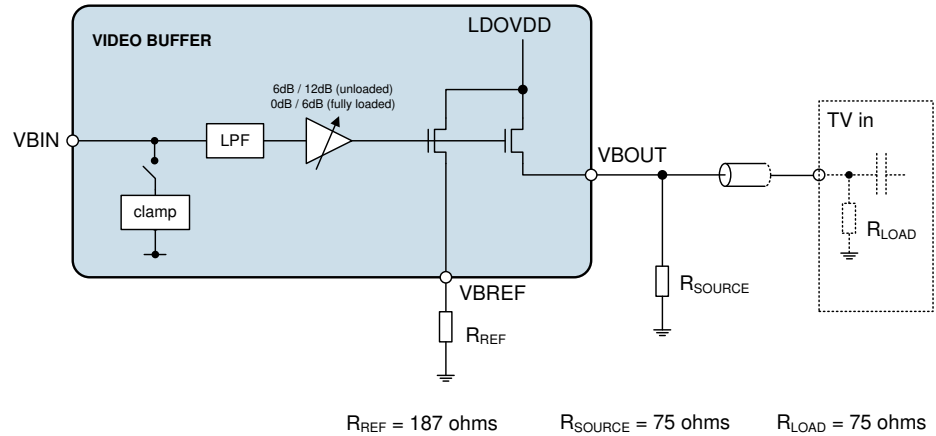 LDOVDD
VIDEO BUFFER
6dB / 12dB (unloaded)
0dB / 6dB (fully loaded)
TV in
VBIN
LPF
VBOUT
clamp
RLOAD
RSOURCE
VBREF
RREF
RREF = 187 ohms
RSOURCE = 75 ohms
RLOAD = 75 ohms